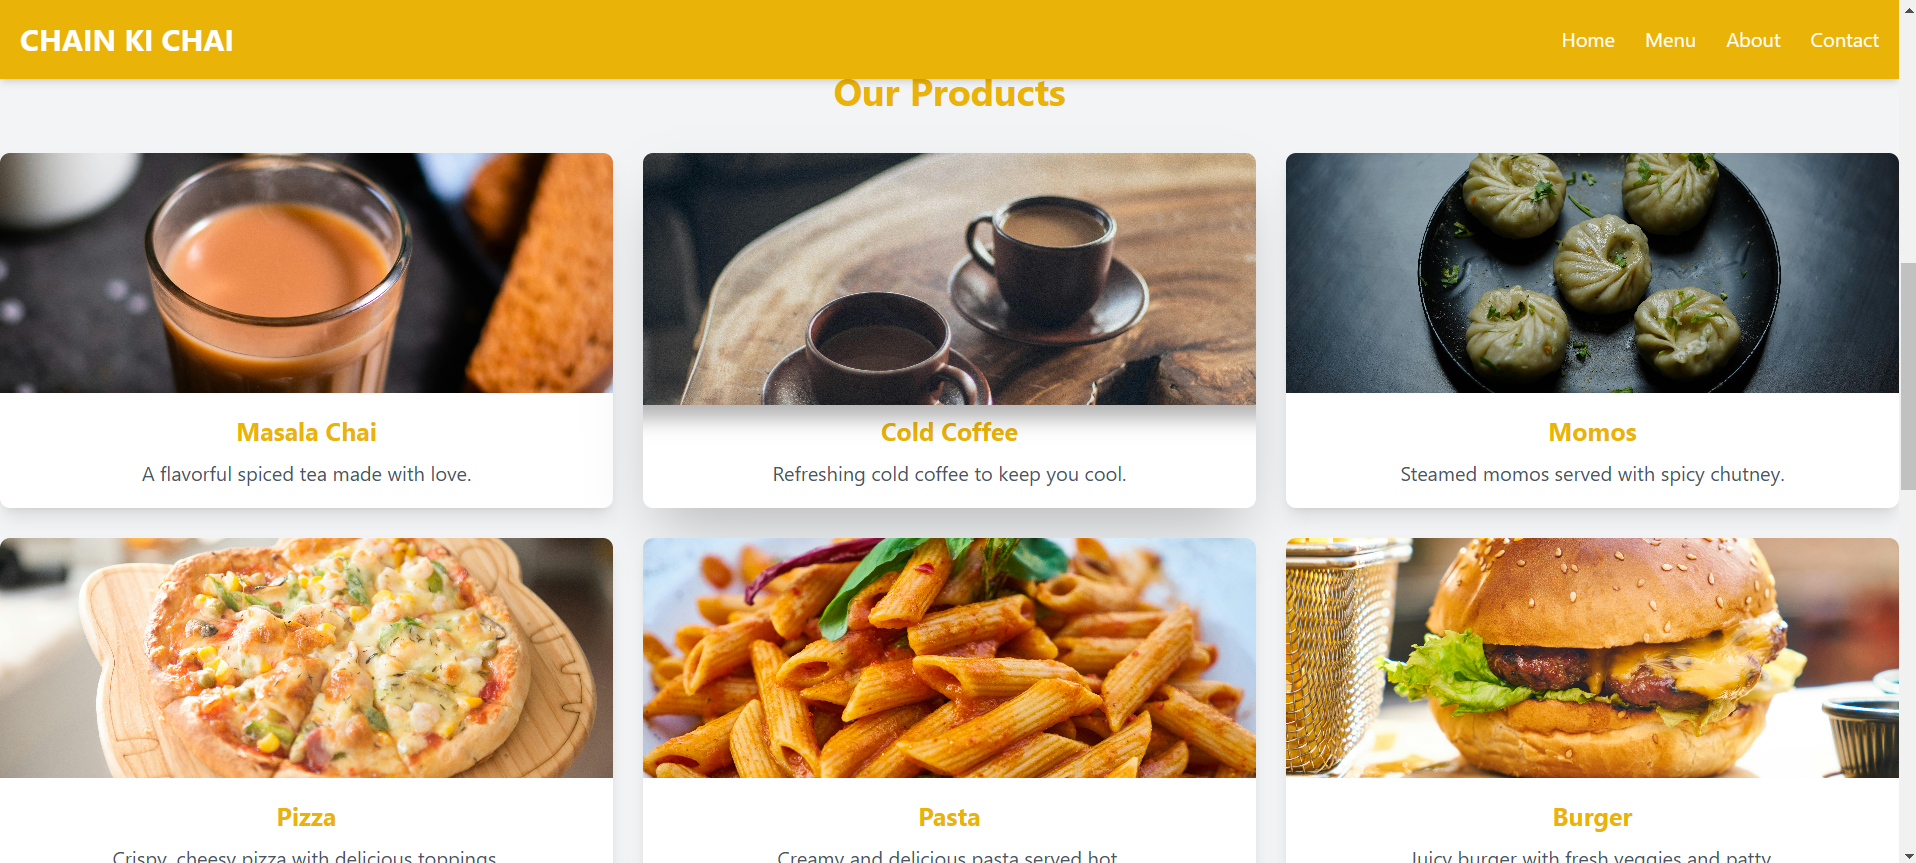 CHAIN KI CHAI
Home Menu About Contact
Our Products
Masala Chai
A flavorful spiced tea made with love.
Cold Coffee
Refreshing cold coffee to keep you cool.
Momos
Steamed momos served with spicy chutney.
Pizza
Crispy, cheesy pizza with delicious toppings.
Pasta
Creamy and delicious pasta served hot.
Burger
Juicy burger with fresh veggies and patty.